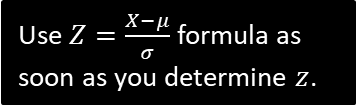 Use Z = (X−μ)/σ formula as
soon as you determine z.